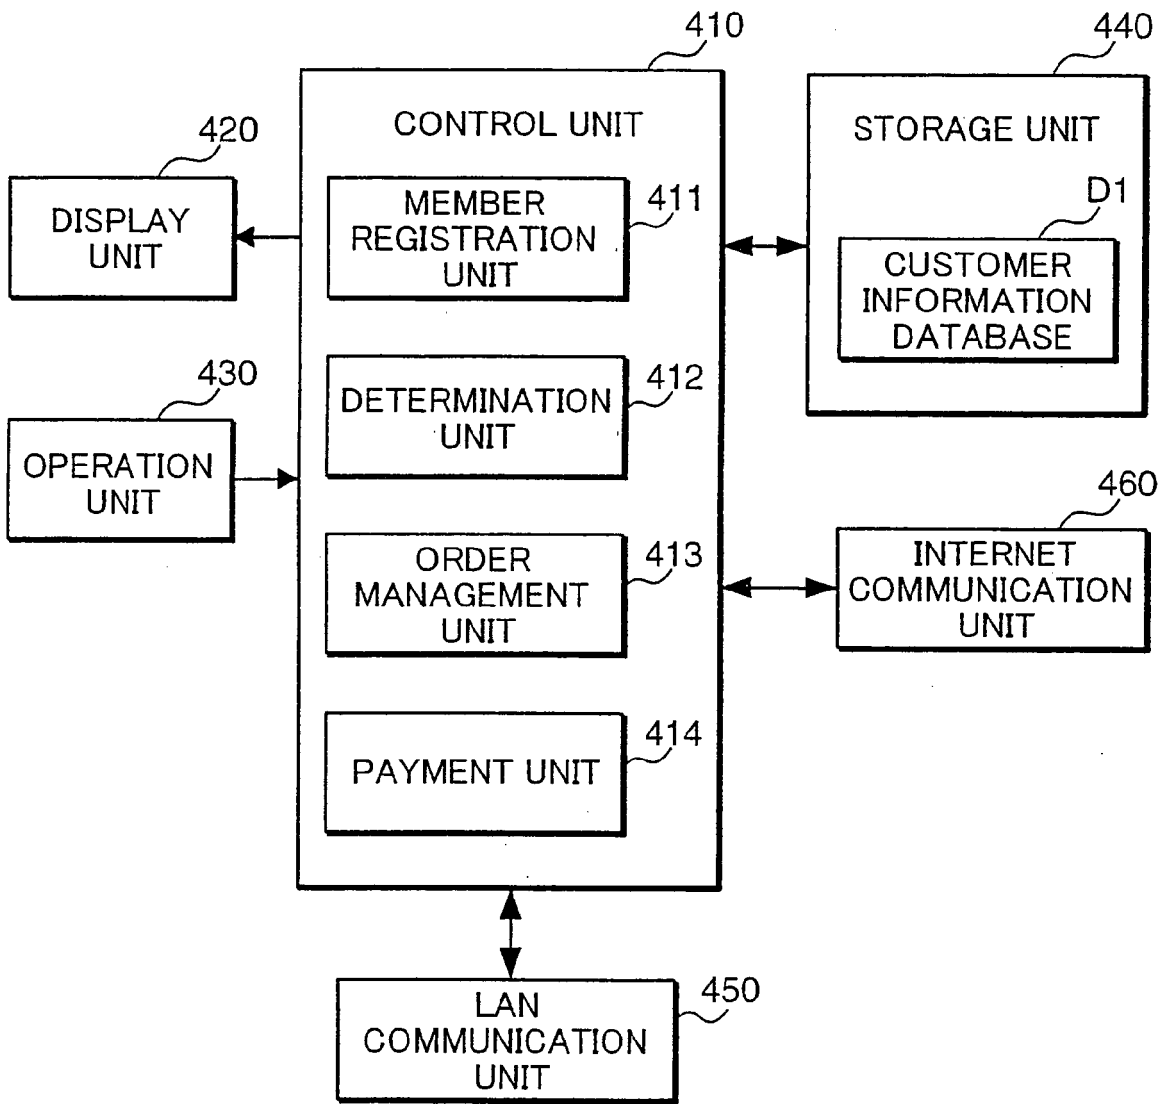 410
CONTROL UNIT
440
STORAGE UNIT
420
DISPLAY
UNIT
MEMBER
REGISTRATION
UNIT
411
D1
CUSTOMER
INFORMATION
DATABASE
430
OPERATION
UNIT
DETERMINATION
UNIT
412
ORDER
MANAGEMENT
UNIT
413
460
INTERNET
COMMUNICATION
UNIT
PAYMENT UNIT
414
LAN
COMMUNICATION
UNIT
450